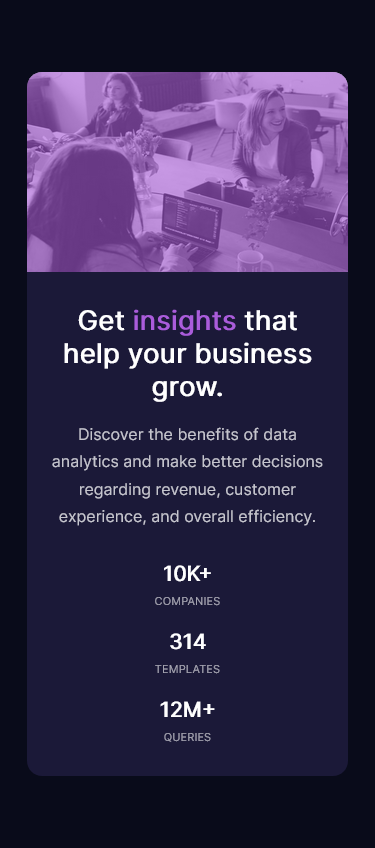 Get insights that
help your business
grow.
Discover the benefits of data
analytics and make better decisions
regarding revenue, customer
experience, and overall efficiency.
10K+
COMPANIES
314
TEMPLATES
12M+
QUERIES